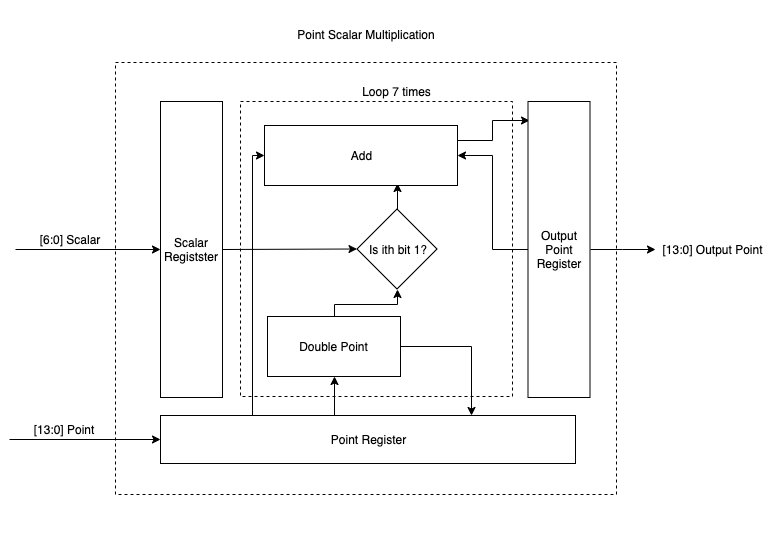 Point Scalar Multiplication
Loop 7 times
Add
[6:0] Scalar
Scalar
Registster
Is ith bit 1?
Output
Point
Register
[13:0] Output Point
Double Point
[13:0] Point
Point Register